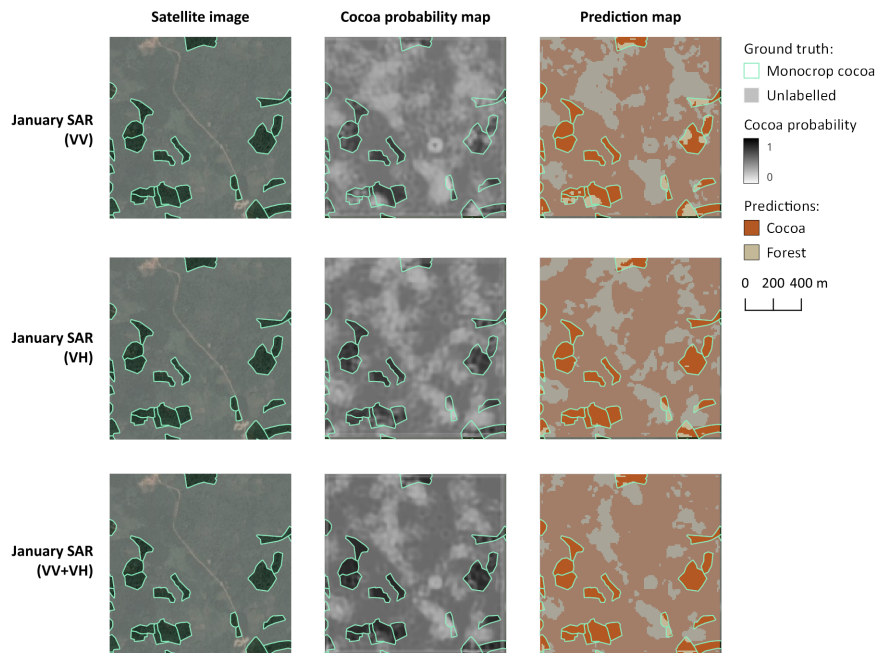 Satellite image
Cocoa probability map
Prediction map
January SAR
(VV)
January SAR
(VH)
January SAR
(VV+VH)
Ground truth:
Monocrop cocoa
Unlabelled
Cocoa probability
1
0
Predictions:
Cocoa
Forest
0 200 400 m